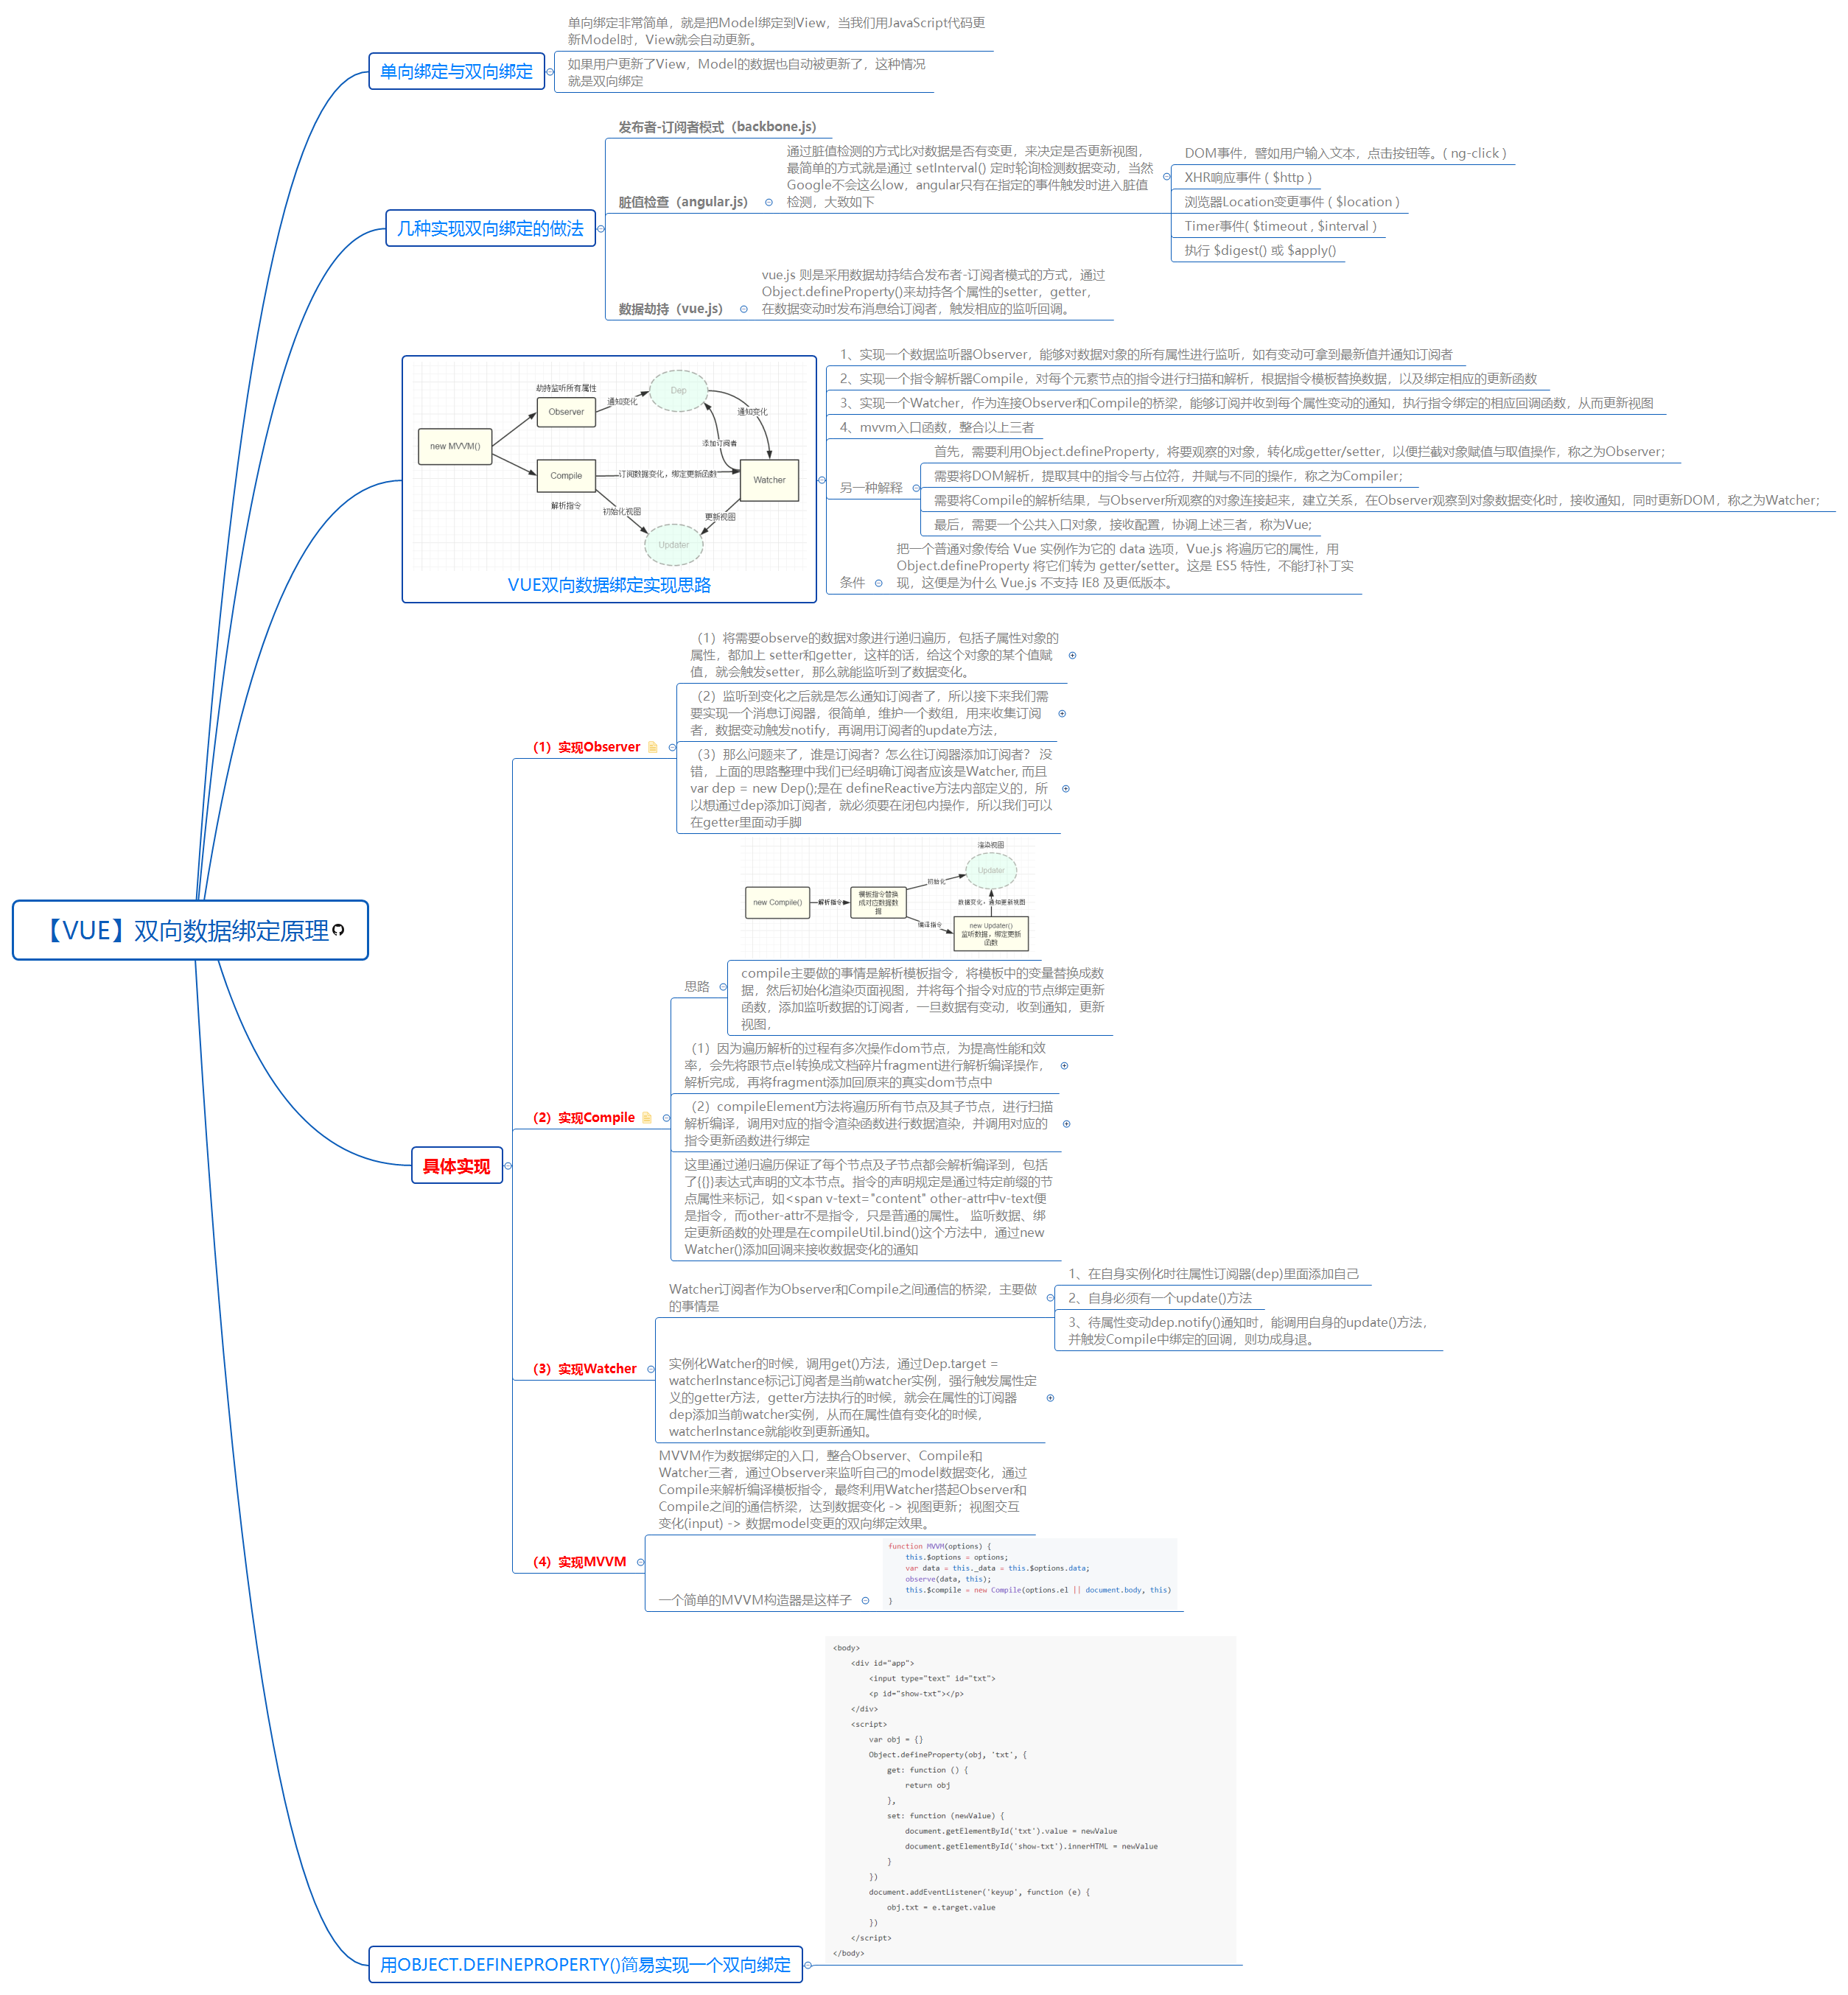 【VUE】双向数据绑定原理
单向绑定与双向绑定
单向绑定非常简单，就是把Model绑定到View，当我们用JavaScript代码更
新Model时，View就会自动更新。
如果用户更新了View，Model的数据也自动被更新了，这种情况
就是双向绑定
几种实现双向绑定的做法
发布者-订阅者模式（backbone.js）
脏值检查（angular.js）
通过脏值检测的方式比对数据是否有变更，来决定是否更新视图，
最简单的方式就是通过 setInterval() 定时轮询检测数据变动，当然
Google不会这么low，angular只有在指定的事件触发时进入脏值
检测，大致如下
DOM事件，譬如用户输入文本，点击按钮等。( ng-click )
XHR响应事件 ( $http )
浏览器Location变更事件 ( $location )
Timer事件( $timeout , $interval )
执行 $digest() 或 $apply()
数据劫持（vue.js）
vue.js 则是采用数据劫持结合发布者-订阅者模式的方式，通过
Object.defineProperty()来劫持各个属性的setter，getter，
在数据变动时发布消息给订阅者，触发相应的监听回调。
劫持监听所有属性
Observer
通知变化
Dep
通知变化
new MVVM()
添加订阅者
Compile
订阅数据变化，绑定更新函数
Watcher
解析指令
初始化视图
更新视图
Updater
VUE双向数据绑定实现思路
1、实现一个数据监听器Observer，能够对数据对象的所有属性进行监听，如有变动可拿到最新值并通知订阅者
2、实现一个指令解析器Compile，对每个元素节点的指令进行扫描和解析，根据指令模板替换数据，以及绑定相应的更新函数
3、实现一个Watcher，作为连接Observer和Compile的桥梁，能够订阅并收到每个属性变动的通知，执行指令绑定的相应回调函数，从而更新视图
4、mvvm入口函数，整合以上三者
另一种解释
首先，需要利用Object.defineProperty，将要观察的对象，转化成getter/setter，以便拦截对象赋值与取值操作，称之为Observer；
需要将DOM解析，提取其中的指令与占位符，并赋与不同的操作，称之为Compiler；
需要将Compile的解析结果，与Observer所观察的对象连接起来，建立关系，在Observer观察到对象数据变化时，接收通知，同时更新DOM，称之为Watcher；
最后，需要一个公共入口对象，接收配置，协调上述三者，称为Vue;
条件
把一个普通对象传给 Vue 实例作为它的 data 选项，Vue.js 将遍历它的属性，用
Object.defineProperty 将它们转为 getter/setter。这是 ES5 特性，不能打补丁实
现，这便是为什么 Vue.js 不支持 IE8 及更低版本。
具体实现
（1）实现Observer
（1）将需要observe的数据对象进行递归遍历，包括子属性对象的
属性，都加上 setter和getter，这样的话，给这个对象的某个值赋
值，就会触发setter，那么就能监听到了数据变化。
（2）监听到变化之后就是怎么通知订阅者了，所以接下来我们需
要实现一个消息订阅器，很简单，维护一个数组，用来收集订阅
者，数据变动触发notify，再调用订阅者的update方法，
（3）那么问题来了，谁是订阅者？怎么往订阅器添加订阅者？ 没
错，上面的思路整理中我们已经明确订阅者应该是Watcher, 而且
var dep = new Dep();是在 defineReactive方法内部定义的，所
以想通过dep添加订阅者，就必须要在闭包内操作，所以我们可以
在getter里面动手脚
（2）实现Compile
思路
渲染视图
Updater
初始化
new Compile()
解析指令
模板指令替换
成对应数据数
据
数据变化，通知更新视图
编译指令
new Updater()
监听数据，绑定更新
函数
compile主要做的事情是解析模板指令，将模板中的变量替换成数
据，然后初始化渲染页面视图，并将每个指令对应的节点绑定更新
函数，添加监听数据的订阅者，一旦数据有变动，收到通知，更新
视图，
（1）因为遍历解析的过程有多次操作dom节点，为提高性能和效
率，会先将跟节点el转换成文档碎片fragment进行解析编译操作，
解析完成，再将fragment添加回原来的真实dom节点中
（2）compileElement方法将遍历所有节点及其子节点，进行扫描
解析编译，调用对应的指令渲染函数进行数据渲染，并调用对应的
指令更新函数进行绑定
这里通过递归遍历保证了每个节点及子节点都会解析编译到，包括
了{{}}表达式声明的文本节点。指令的声明规定是通过特定前缀的节
点属性来标记，如<span v-text="content" other-attr中v-text便
是指令，而other-attr不是指令，只是普通的属性。 监听数据、绑
定更新函数的处理是在compileUtil.bind()这个方法中，通过new
Watcher()添加回调来接收数据变化的通知
（3）实现Watcher
Watcher订阅者作为Observer和Compile之间通信的桥梁，主要做
的事情是
1、在自身实例化时往属性订阅器(dep)里面添加自己
2、自身必须有一个update()方法
3、待属性变动dep.notify()通知时，能调用自身的update()方法，
并触发Compile中绑定的回调，则功成身退。
实例化Watcher的时候，调用get()方法，通过Dep.target =
watcherInstance标记订阅者是当前watcher实例，强行触发属性定
义的getter方法，getter方法执行的时候，就会在属性的订阅器
dep添加当前watcher实例，从而在属性值有变化的时候，
watcherInstance就能收到更新通知。
（4）实现MVVM
MVVM作为数据绑定的入口，整合Observer、Compile和
Watcher三者，通过Observer来监听自己的model数据变化，通过
Compile来解析编译模板指令，最终利用Watcher搭起Observer和
Compile之间的通信桥梁，达到数据变化 -> 视图更新；视图交互
变化(input) -> 数据model变更的双向绑定效果。
一个简单的MVVM构造器是这样子
function MVVM(options) {
this.$options = options;
var data = this._data = this.$options.data;
observe(data, this);
this.$compile = new Compile(options.el || document.body, this)
}
用OBJECT.DEFINEPROPERTY()简易实现一个双向绑定
<body>
<div id="app">
<input type="text" id="txt">
<p id="show-txt"></p>
</div>
<script>
var obj = {}
Object.defineProperty(obj, 'txt', {
get: function () {
return obj
},
set: function (newValue) {
document.getElementById('txt').value = newValue
document.getElementById('show-txt').innerHTML = newValue
}
})
document.addEventListener('keyup', function (e) {
obj.txt = e.target.value
})
</script>
</body>